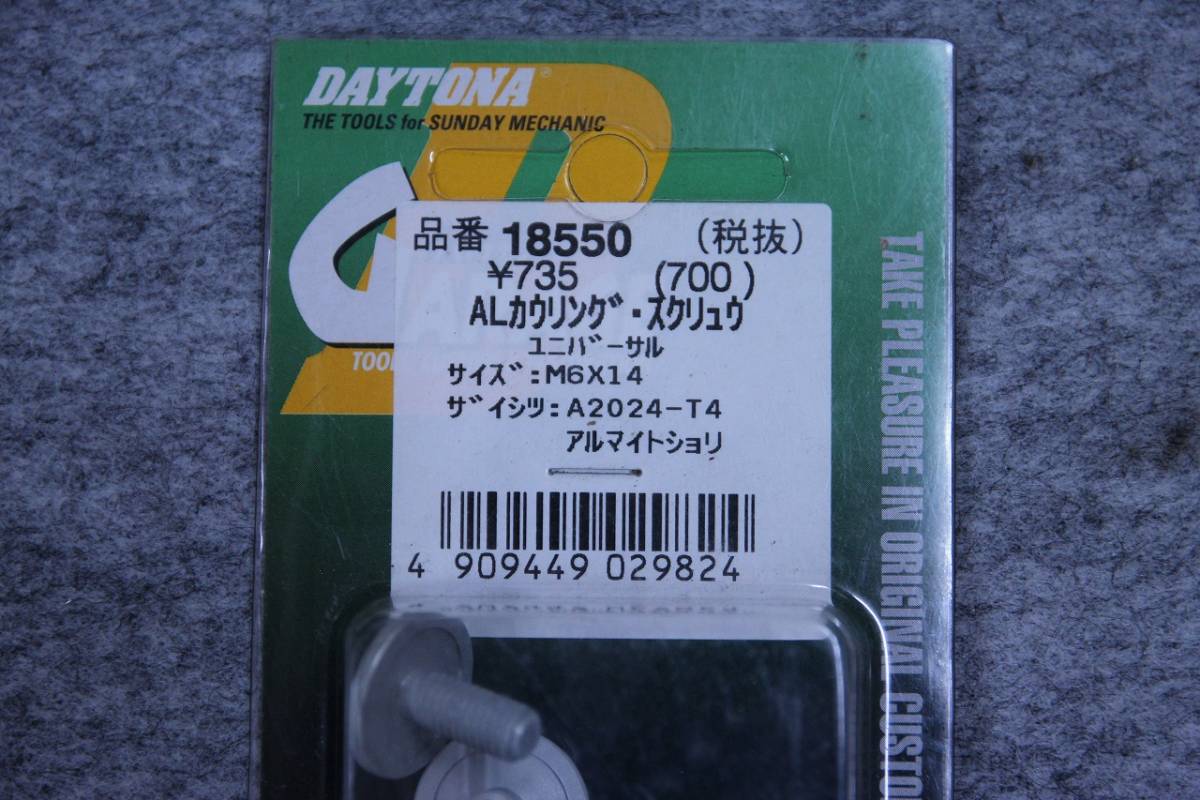 DAYTONA®
THE TOOLS for SUNDAY MECHANIC
品番 18550 (税抜)
¥735 (700)
ALカウリング・スクリュウ
ユニバーサル
サイズ:M6X14
ザイシツ:A2024-T4
アルマイトショリ
4 909449 029824
TOOL
TAKE PLEASURE IN ORIGINAL CUSTO